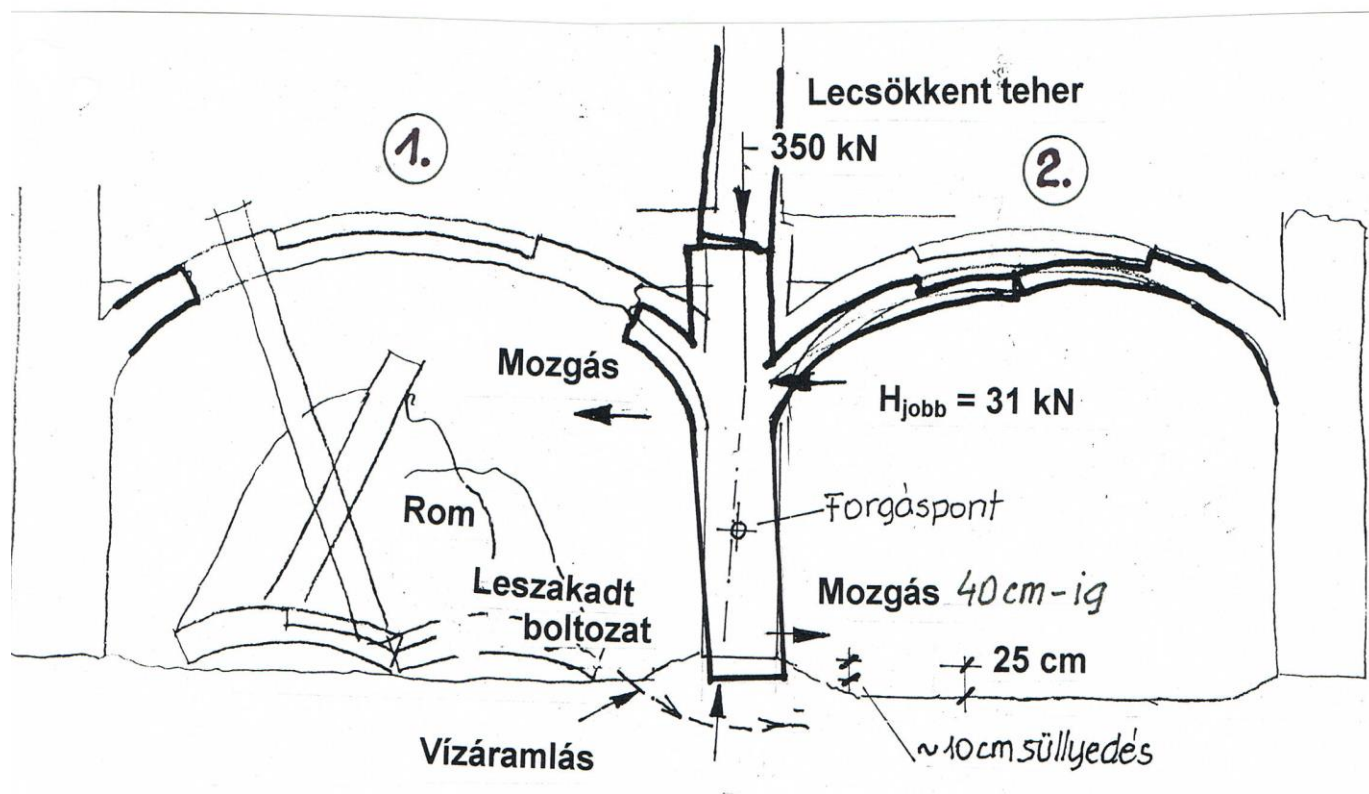 Lecsökkent teher
350 kN
1.
2.
Mozgás
Hjobb = 31 kN
Forgáspont
Rom
Leszakadt
boltozat
Mozgás 40cm-ig
25 cm
Vízáramlás
~10cm süllyedés